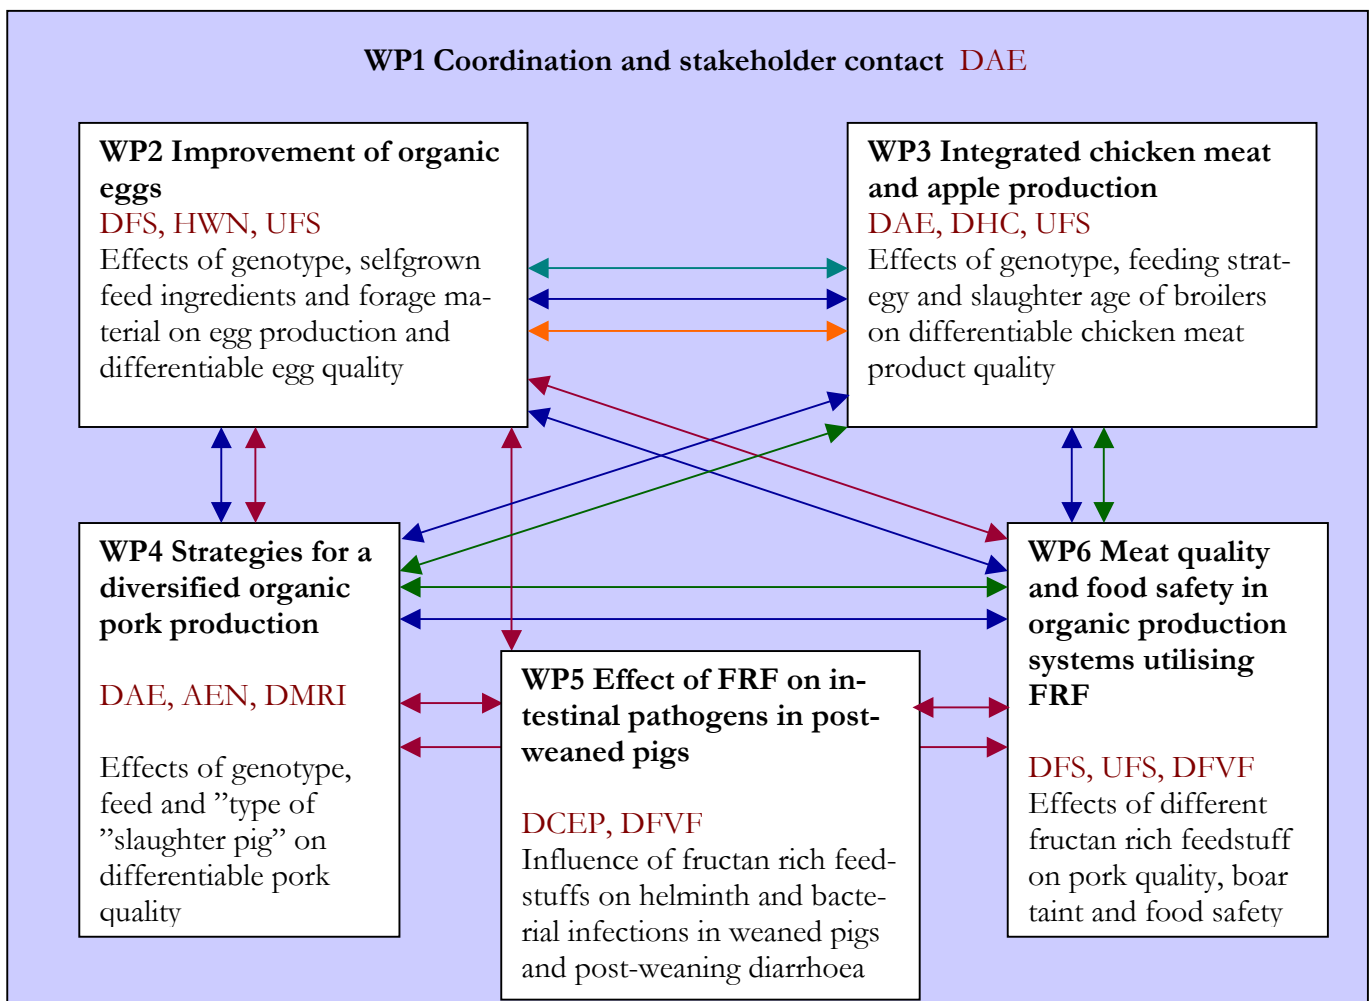 WP1 Coordination and stakeholder contact DAE
WP2 Improvement of organic
eggs
DFS, HWN, UFS
Effects of genotype, selfgrown
feed ingredients and forage ma-
terial on egg production and
differentiable egg quality
WP3 Integrated chicken meat
and apple production
DAE, DHC, UFS
Effects of genotype, feeding strat-
egy and slaughter age of broilers
on differentiable chicken meat
product quality
WP4 Strategies for a
diversified organic
pork production
DAE, AEN, DMRI
Effects of genotype,
feed and ”type of
”slaughter pig” on
differentiable pork
quality
WP5 Effect of FRF on in-
testinal pathogens in post-
weaned pigs
DCEP, DFVF
Influence of fructan rich feed-
stuffs on helminth and bacte-
rial infections in weaned pigs
and post-weaning diarrhoea
WP6 Meat quality
and food safety in
organic production
systems utilising
FRF
DFS, UFS, DFVF
Effects of different
fructan rich feedstuff
on pork quality, boar
taint and food safety